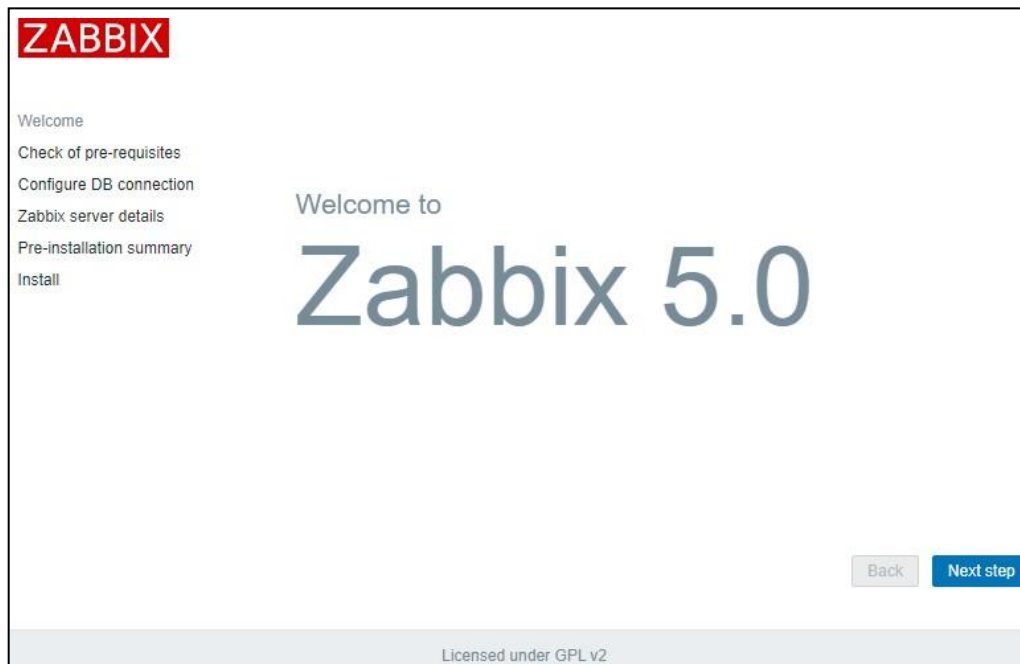 ZABBIX
Welcome
Check of pre-requisites
Configure DB connection
Zabbix server details
Pre-installation summary
Install
Welcome to
Zabbix 5.0
Back
Next step
Licensed under GPL v2